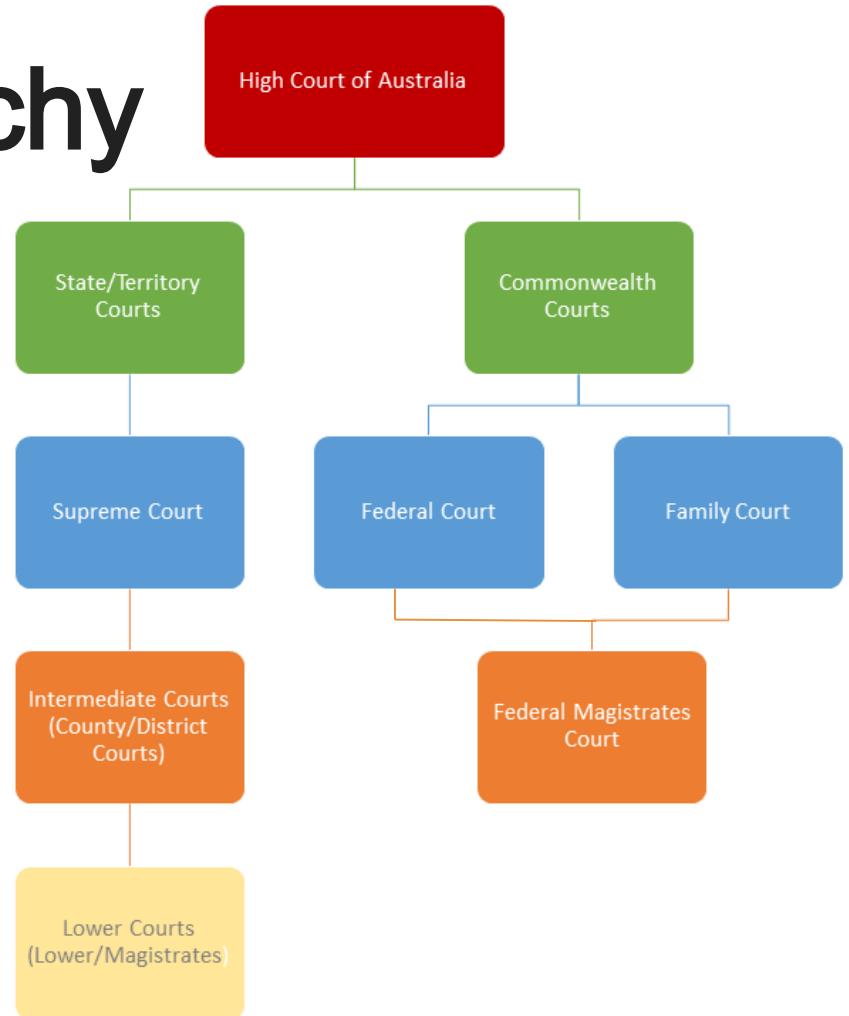 chy
High Court of Australia
State/Territory
Courts
Commonwealth
Courts
Supreme Court
Federal Court
Family Court
Intermediate Courts
(County/District
Courts)
Federal Magistrates
Court
Lower Courts
(Lower/Magistrates)